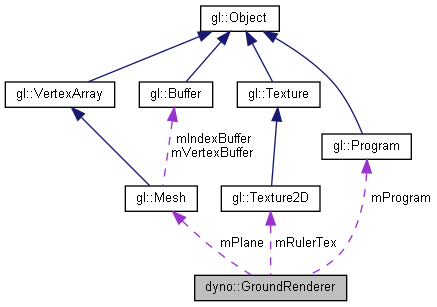 gl::Object
gl::VertexArray
gl::Buffer
gl::Texture
mIndexBuffer
mVertexBuffer
gl::Program
gl::Mesh
gl::Texture2D
mProgram
mPlane
mRulerTex
dyno::GroundRenderer